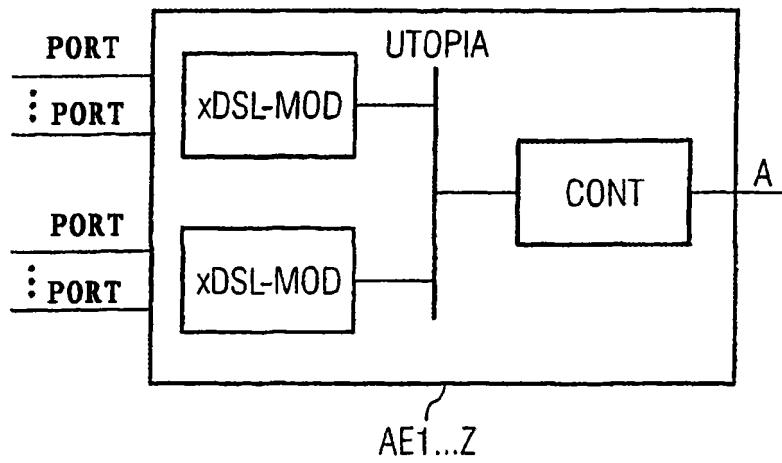 PORT
UTOPIA
xDSL-MOD
PORT
CONT
A
PORT
xDSL-MOD
PORT
AE1...Z